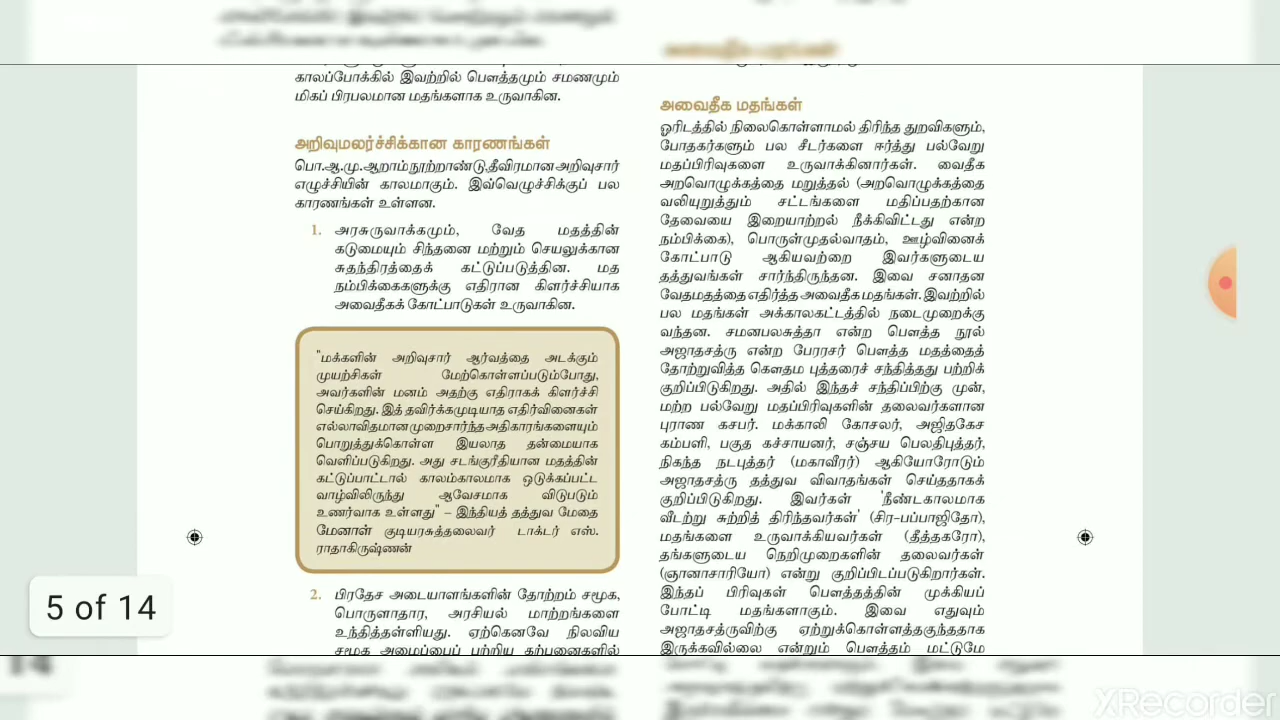 காலப்போக்கில் இவற்றில் பௌத்தமும் சமணமும்
மிகப் பிரபலமான மதங்களாக உருவாகின.
அறிவுமலர்ச்சிக்கான காரணங்கள்
பொ.ஆ.மு.ஆறாம்நூற்றாண்டு,தீவிரமானஅறிவுசார்
எழுச்சியின் காலமாகும். இவ்வெழுச்சிக்குப் பல
காரணங்கள் உள்ளன.
1. அரசுருவாக்கமும், வேத மதத்தின்
கடுமையும் சிந்தனை மற்றும் செயலுக்கான
சுதந்திரத்தைக் கட்டுப்படுத்தின. மத
நம்பிக்கைகளுக்கு எதிரான கிளர்ச்சியாக
அவைதீகக் கோட்பாடுகள் உருவாகின.
"மக்களின் அறிவுசார் ஆர்வத்தை அடக்கும்
முயற்சிகள் மேற்கொள்ளப்படும்போது,
அவர்களின் மனம் அதற்கு எதிராகக் கிளர்ச்சி
செய்கிறது. இத் தவிர்க்கமுடியாத எதிர்வினைகள்
எல்லாவிதமான முறைசார்ந்த அதிகாரங்களையும்
பொறுத்துக்கொள்ள இயலாத தன்மையாக
வெளிப்படுகிறது. அது சடங்குரீதியான மதத்தின்
கட்டுப்பாட்டால் காலம்காலமாக ஒடுக்கப்பட்ட
வாழ்விலிருந்து ஆவேசமாக விடுபடும்
உணர்வாக உள்ளது" – இந்தியத் தத்துவ மேதை
மேனாள் குடியரசுத்தலைவர் டாக்டர் எஸ்.
ராதாகிருஷ்ணன்
2. பிரதேச அடையாளங்களின் தோற்றம் சமூக,
பொருளாதார, அரசியல் மாற்றங்களை
உந்தித்தள்ளியது. ஏற்கெனவே நிலவிய
சமூக அமைப்பைப் பற்றிய கற்பனைகளில்
அவைதீக மதங்கள்
ஓரிடத்தில் நிலைகொள்ளாமல் திரிந்த துறவிகளும்,
போதகர்களும் பல சீடர்களை ஈர்த்து பல்வேறு
மதப்பிரிவுகளை உருவாக்கினார்கள். வைதீக
அறவொழுக்கத்தை மறுத்தல் (அறவொழுக்கத்தை
வலியுறுத்தும் சட்டங்களை மதிப்பதற்கான
தேவையை இறையாற்றல் நீக்கிவிட்டது என்ற
நம்பிக்கை), பொருள்முதல்வாதம், ஊழ்வினைக்
கோட்பாடு ஆகியவற்றை இவர்களுடைய
தத்துவங்கள் சார்ந்திருந்தன. இவை சனாதன
வேதமதத்தை எதிர்த்த அவைதீக மதங்கள். இவற்றில்
பல மதங்கள் அக்காலகட்டத்தில் நடைமுறைக்கு
வந்தன. சமனபலசுத்தா என்ற பௌத்த நூல்
அஜாதசத்ரு என்ற பேரரசர் பௌத்த மதத்தைத்
தோற்றுவித்த கௌதம புத்தரைச் சந்தித்தது பற்றிக்
குறிப்பிடுகிறது. அதில் இந்தச் சந்திப்பிற்கு முன்,
மற்ற பல்வேறு மதப்பிரிவுகளின் தலைவர்களான
புராண கசபர். மக்காலி கோசலர், அஜிதகேச
கம்பளி, பகுத கச்சாயனர், சஞ்சய பெலதிபுத்தர்,
நிகந்த நடபுத்தர் (மகாவீரர்) ஆகியோரோடும்
அஜாதசத்ரு தத்துவ விவாதங்கள் செய்ததாகக்
குறிப்பிடுகிறது. இவர்கள் 'நீண்டகாலமாக
வீடற்று சுற்றித் திரிந்தவர்கள்' (சிர-பப்பாஜிதோ),
மதங்களை உருவாக்கியவர்கள் (தீத்தகரோ),
தங்களுடைய நெறிமுறைகளின் தலைவர்கள்
(ஞானாசாரியோ) என்று குறிப்பிடப்படுகிறார்கள்.
இந்தப் பிரிவுகள் பௌத்தத்தின் முக்கியப்
போட்டி மதங்களாகும். இவை எதுவும்
அஜாதசத்ருவிற்கு ஏற்றுக்கொள்ளத்தகுந்ததாக
இருக்கவில்லை என்றும் பௌத்தம் மட்டுமே
5 of 14
XRecorder